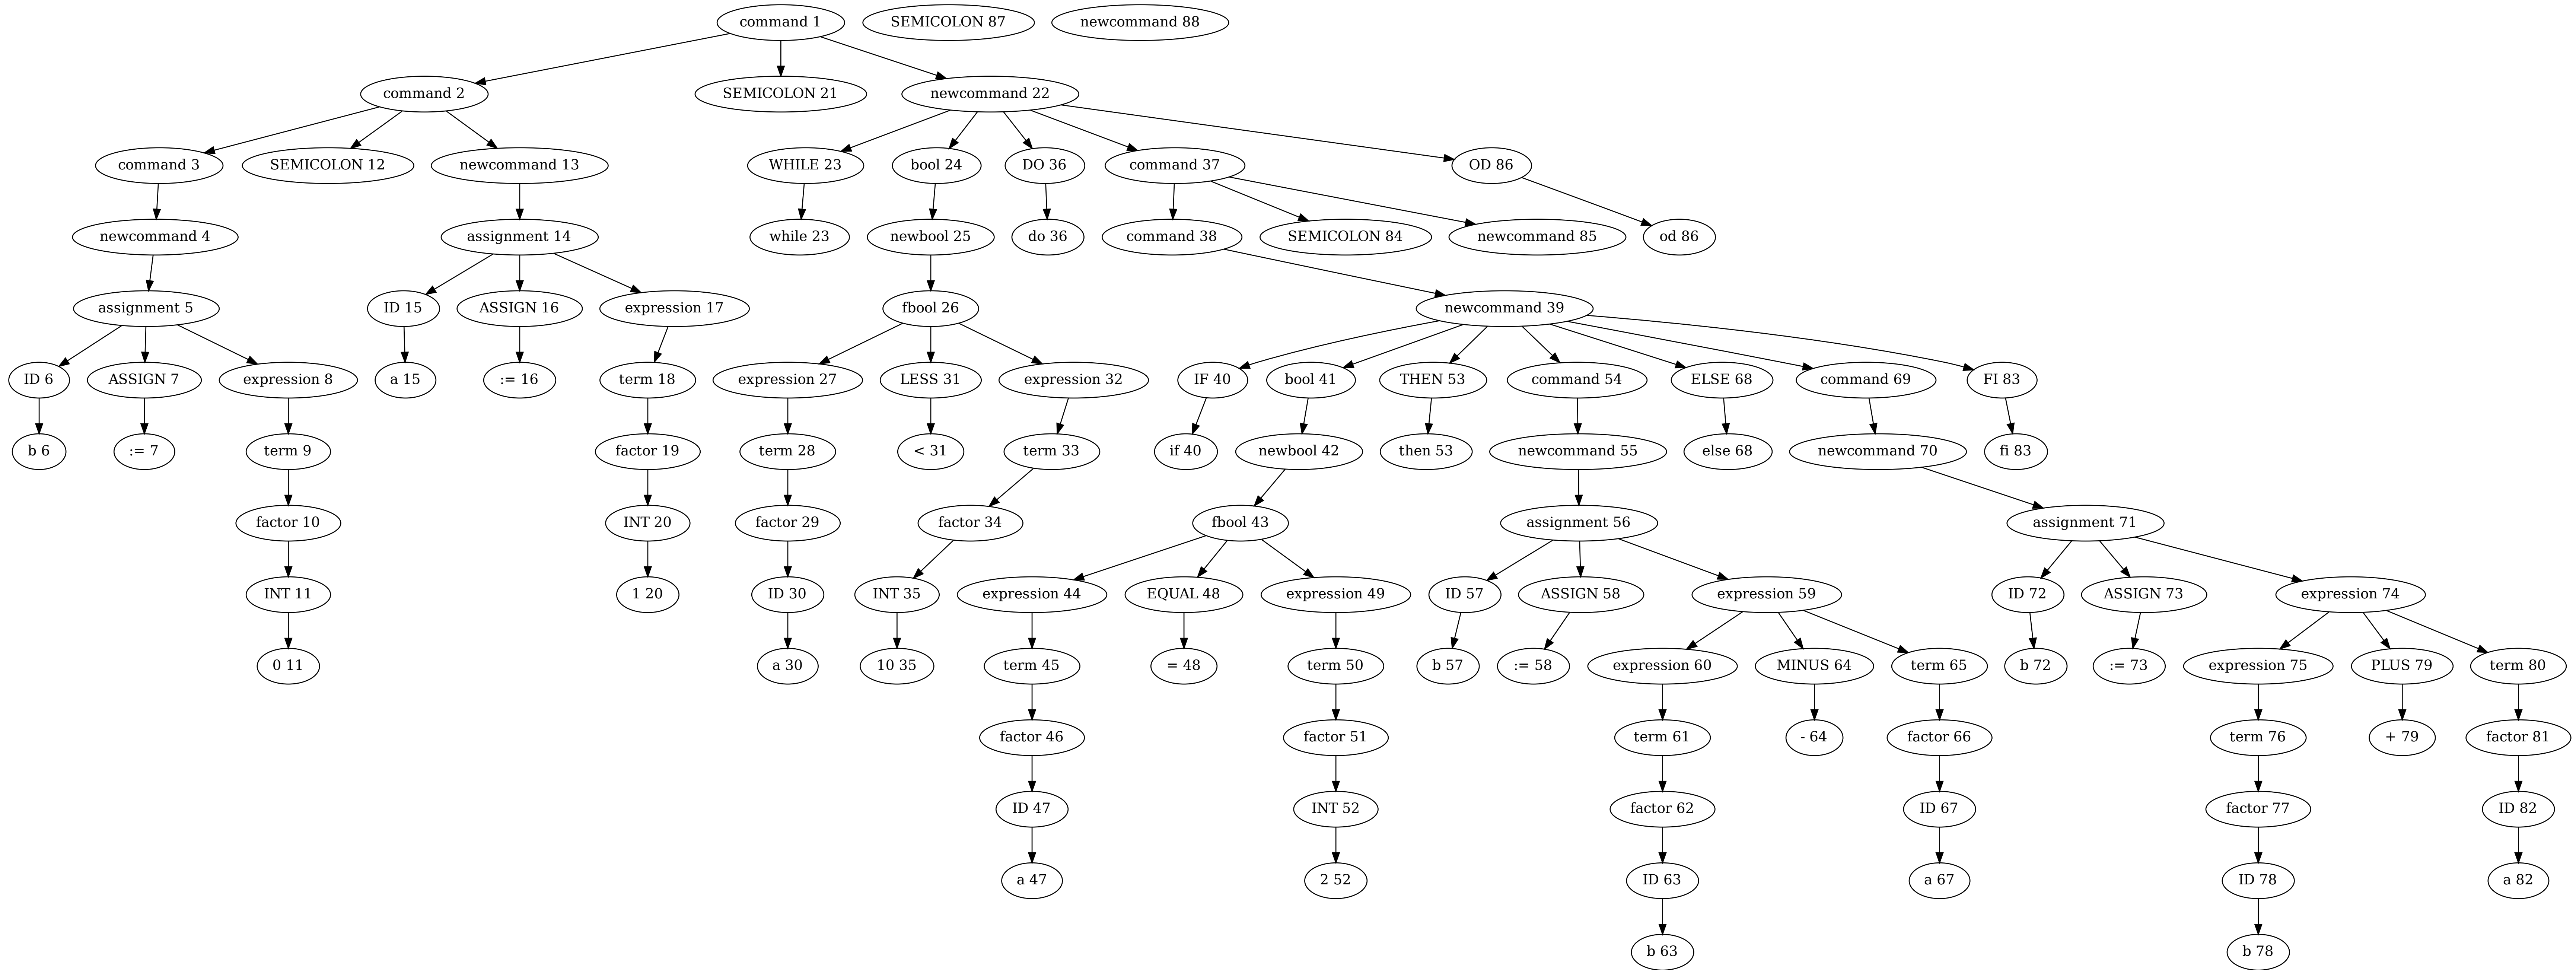 command 1
SEMICOLON 87
newcommand 88
command 2
SEMICOLON 21
newcommand 22
command 3
SEMICOLON 12
newcommand 13
WHILE 23
bool 24
DO 36
command 37
OD 86
newcommand 4
assignment 14
while 23
newbool 25
do 36
command 38
SEMICOLON 84
newcommand 85
od 86
assignment 5
ID 15
ASSIGN 16
expression 17
fbool 26
newcommand 39
ID 6
ASSIGN 7
expression 8
a 15
:= 16
term 18
expression 27
LESS 31
expression 32
IF 40
bool 41
THEN 53
command 54
ELSE 68
command 69
FI 83
b 6
:= 7
term 9
factor 19
term 28
< 31
term 33
if 40
newbool 42
then 53
newcommand 55
else 68
newcommand 70
fi 83
factor 10
INT 20
factor 29
factor 34
fbool 43
assignment 56
assignment 71
INT 11
1 20
ID 30
INT 35
expression 44
EQUAL 48
expression 49
ID 57
ASSIGN 58
expression 59
ID 72
ASSIGN 73
expression 74
0 11
a 30
10 35
term 45
= 48
term 50
b 57
:= 58
expression 60
MINUS 64
term 65
b 72
:= 73
expression 75
PLUS 79
term 80
factor 46
factor 51
term 61
- 64
factor 66
term 76
+ 79
factor 81
ID 47
INT 52
factor 62
ID 67
factor 77
ID 82
a 47
2 52
ID 63
a 67
ID 78
a 82
b 63
b 78